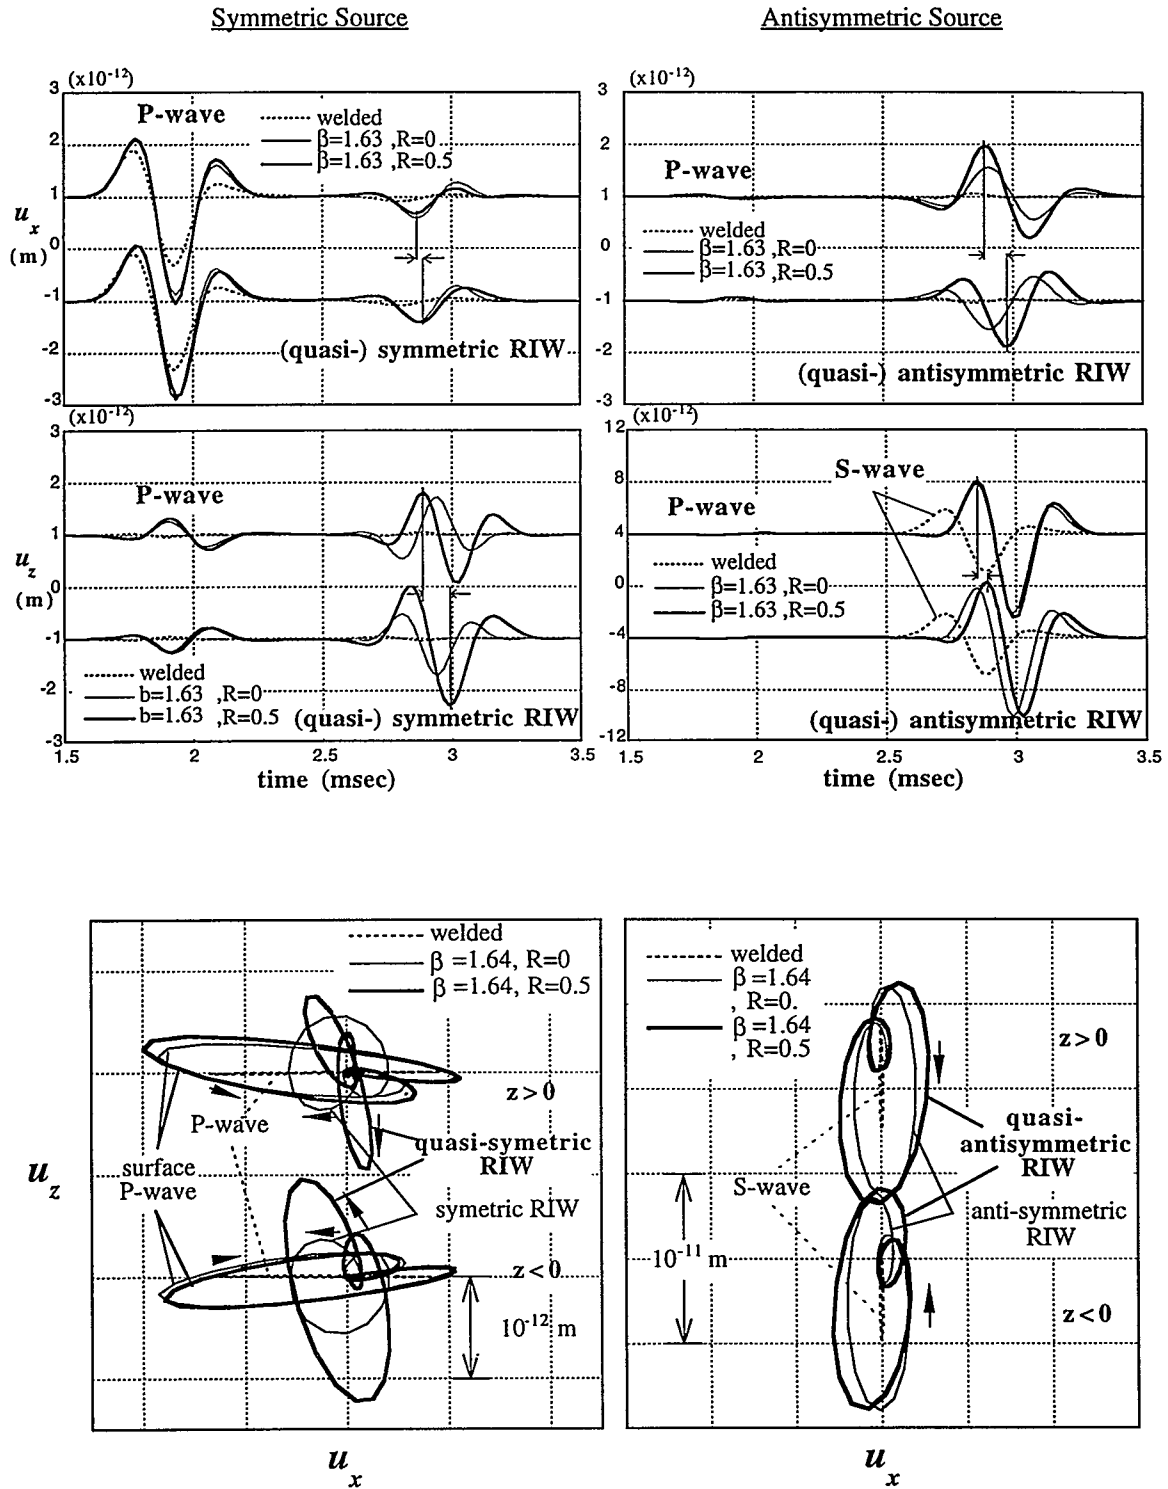 Symmetric Source
Antisymmetric Source
(x10⁻¹²)
3
2
1
0
-1
-2
-3
u_x
(m)
P-wave
welded
β=1.63 ,R=0
β=1.63 ,R=0.5
(quasi-) symmetric RIW
(x10⁻¹²)
3
2
1
0
-1
-2
-3
P-wave
welded
β=1.63 ,R=0
β=1.63 ,R=0.5
(quasi-) antisymmetric RIW
(x10⁻¹²)
3
2
1
0
-1
-2
-3
u_z
(m)
P-wave
welded
b=1.63 ,R=0
b=1.63 ,R=0.5
(quasi-) symmetric RIW
1.5 2 2.5 3 3.5
time (msec)
(x10⁻¹²)
12
8
4
0
-4
-8
-12
S-wave
P-wave
welded
β=1.63 ,R=0
β=1.63 ,R=0.5
(quasi-) antisymmetric RIW
2 2.5 3 3.5
time (msec)
welded
β =1.64, R=0
β =1.64, R=0.5
z>0
P-wave
quasi-symetric
RIW
surface
P-wave
symetric RIW
z<0
10⁻¹² m
u_z
u_x
welded
β =1.64
, R=0.
β =1.64
, R=0.5
z>0
quasi-
antisymmetric
RIW
S-wave
anti-symmetric
RIW
10⁻¹¹ m
z<0
u_x